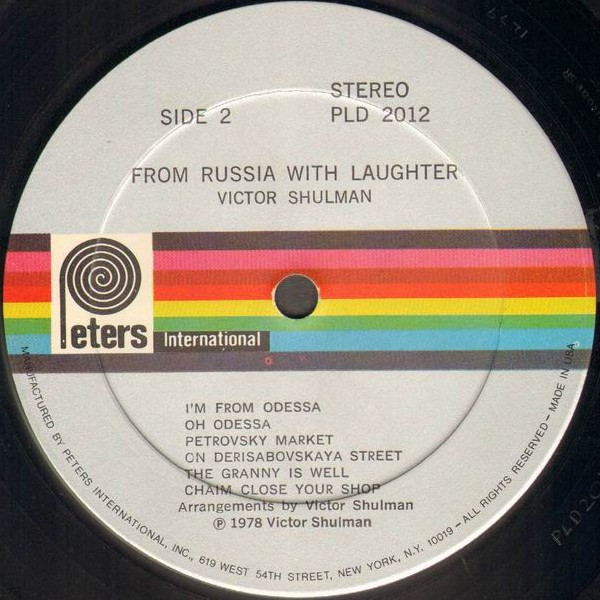 STEREO
SIDE 2
PLD 2012
FROM RUSSIA WITH LAUGHTER
VICTOR SHULMAN
Peters
International
I'M FROM ODESSA
OH ODESSA
PETROVSKY MARKET
ON DERISABOVSKAYA STREET
THE GRANNY IS WELL
CHAIM CLOSE YOUR SHOP
Arrangements by Victor Shulman
℗ 1978 Victor Shulman
MANUFACTURED BY PETERS INTERNATIONAL, INC., 619 WEST 54TH STREET, NEW YORK, N.Y. 10019 – ALL RIGHTS RESERVED – MADE IN USA